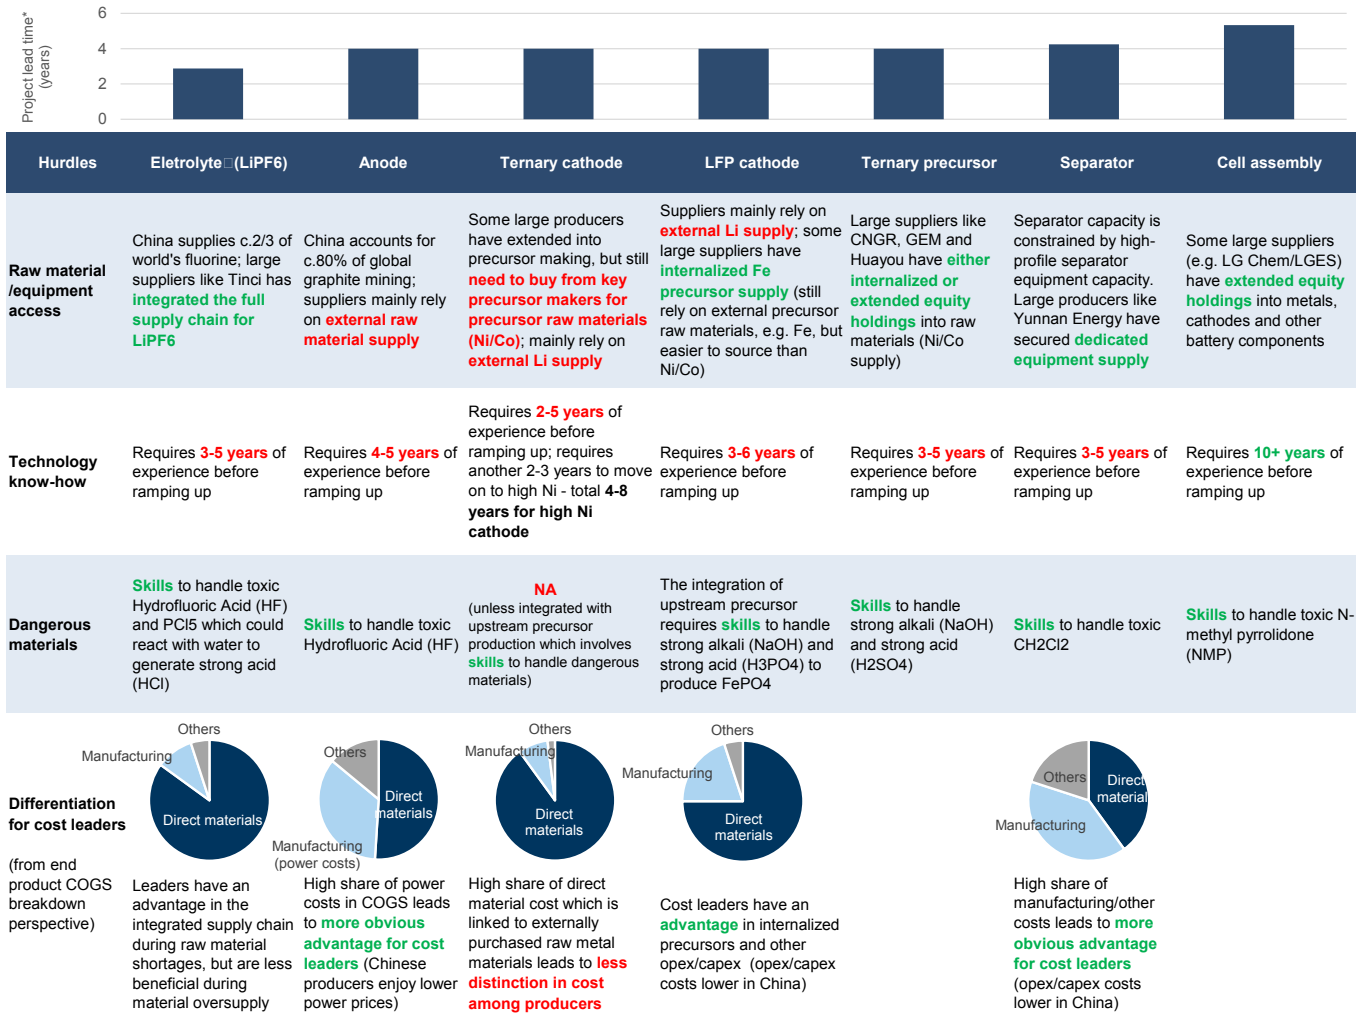 Project lead time*
(years)
6
4
2
0
Hurdles
Eletrolyte□(LiPF6)
Anode
Ternary cathode
LFP cathode
Ternary precursor
Separator
Cell assembly
Raw material
/equipment
access
China supplies c.2/3 of
world's fluorine; large
suppliers like Tinci has
integrated the full
supply chain for
LiPF6
China accounts for
c.80% of global
graphite mining;
suppliers mainly rely
on external raw
material supply
Some large producers
have extended into
precursor making, but still
need to buy from key
precursor makers for
precursor raw materials
(Ni/Co); mainly rely on
external Li supply
Suppliers mainly rely on
external Li supply; some
large suppliers have
internalized Fe
precursor supply (still
rely on external precursor
raw materials, e.g. Fe, but
easier to source than
Ni/Co)
Large suppliers like
CNGR, GEM and
Huayou have either
internalized or
extended equity
holdings into raw
materials (Ni/Co
supply)
Separator capacity is
constrained by high-
profile separator
equipment capacity.
Large producers like
Yunnan Energy have
secured dedicated
equipment supply
Some large suppliers
(e.g. LG Chem/LGES)
have extended equity
holdings into metals,
cathodes and other
battery components
Technology
know-how
Requires 3-5 years of
experience before
ramping up
Requires 4-5 years of
experience before
ramping up
Requires 2-5 years of
experience before
ramping up; requires
another 2-3 years to move
on to high Ni - total 4-8
years for high Ni
cathode
Requires 3-6 years of
experience before
ramping up
Requires 3-5 years of
experience before
ramping up
Requires 3-5 years of
experience before
ramping up
Requires 10+ years of
experience before
ramping up
Dangerous
materials
Skills to handle toxic
Hydrofluoric Acid (HF)
and PCl5 which could
react with water to
generate strong acid
(HCl)
Skills to handle toxic
Hydrofluoric Acid (HF)
NA
(unless integrated with
upstream precursor
production which involves
skills to handle dangerous
materials)
The integration of
upstream precursor
requires skills to handle
strong alkali (NaOH) and
strong acid (H3PO4) to
produce FePO4
Skills to handle
strong alkali (NaOH)
and strong acid
(H2SO4)
Skills to handle toxic
CH2Cl2
Skills to handle toxic N-
methyl pyrrolidone
(NMP)
Differentiation
for cost leaders
(from end
product COGS
breakdown
perspective)
Others
Manufacturing
Direct materials
Leaders have an
advantage in the
integrated supply chain
during raw material
shortages, but are less
beneficial during
material oversupply
Others
Direct
materials
Manufacturing
(power costs)
High share of power
costs in COGS leads
to more obvious
advantage for cost
leaders (Chinese
producers enjoy lower
power prices)
Others
Manufacturing
Direct
materials
High share of direct
material cost which is
linked to externally
purchased raw metal
materials leads to less
distinction in cost
among producers
Others
Manufacturing
Direct
materials
Cost leaders have an
advantage in internalized
precursors and other
opex/capex  (opex/capex
costs lower in China)
Others
Direct
material
Manufacturing
High share of
manufacturing/other
costs leads to more
obvious advantage
for cost leaders
(opex/capex costs
lower in China)